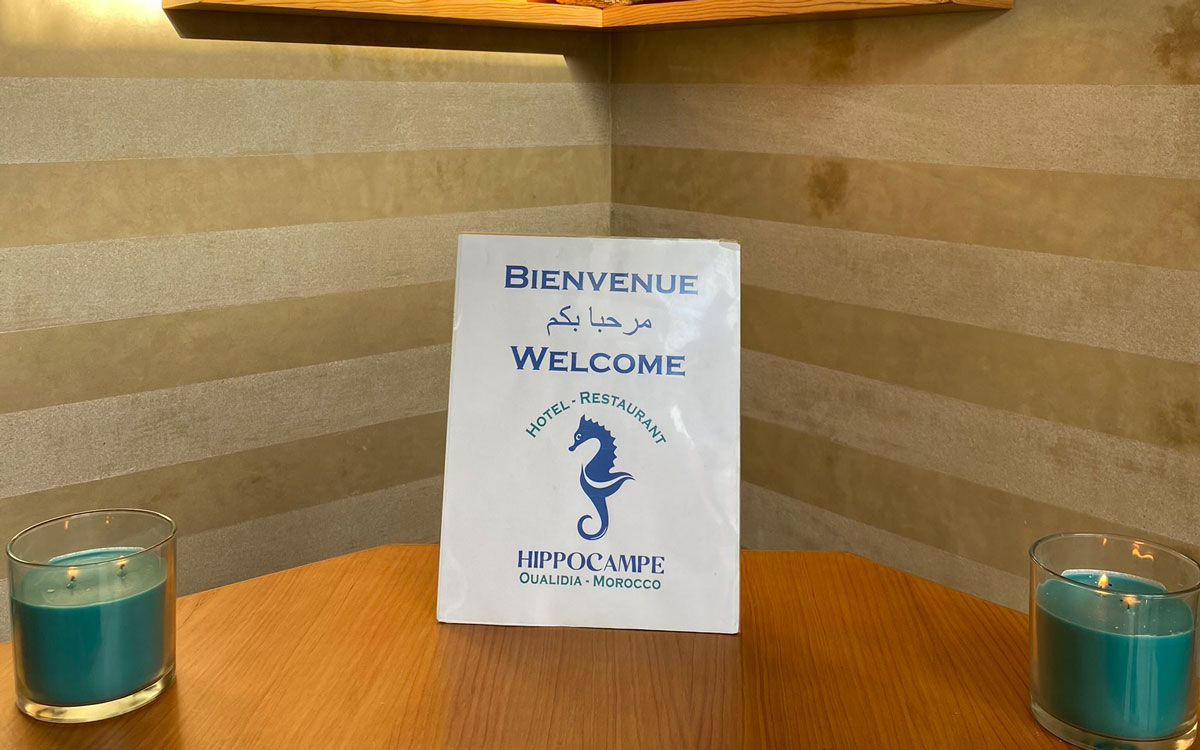 BIENVENUE
مرحبا بكم
WELCOME
HOTEL - RESTAURANT
HIPPOCAMPE
OUALIDIA - MOROCCO